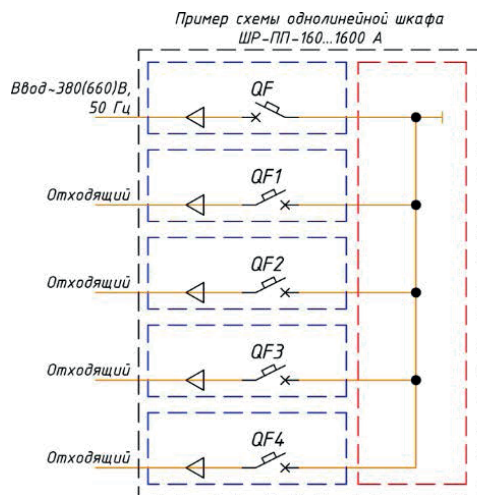 Пример схемы однолинейной шкафа
ШР-ПП-160...1600 А
Ввод~380(660)В,
50 Гц
QF
Отходящий
QF1
Отходящий
QF2
Отходящий
QF3
Отходящий
QF4